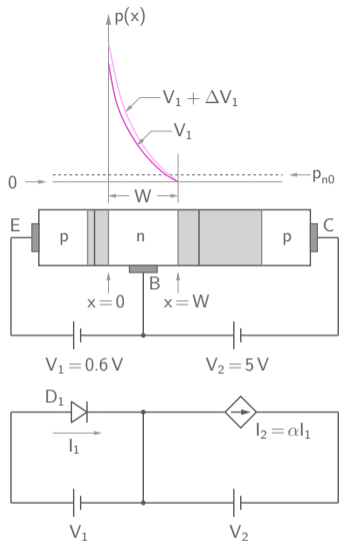 p(x)
V₁ + ΔV₁
V₁
0
W
pₙ₀
E
p
n
p
C
B
x = 0
x = W
V₁ = 0.6 V
V₂ = 5 V
D₁
I₁
I₂ = αI₁
V₁
V₂